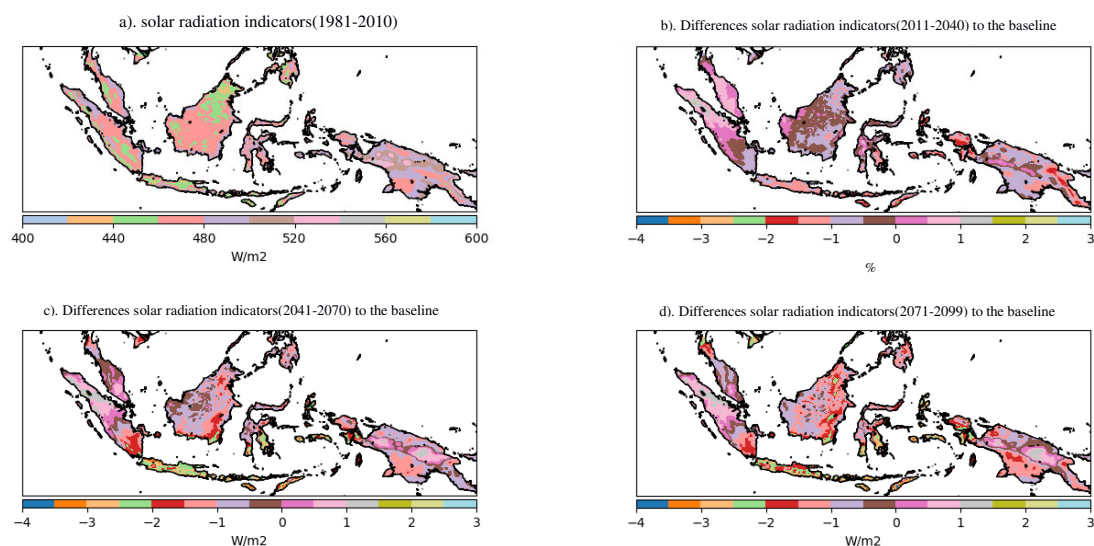 a). solar radiation indicators(1981-2010)
b). Differences solar radiation indicators(2011-2040) to the baseline
400 440 480 520 560 600
W/m2
−4 −3 −2 −1 0 1 2 3
%
c). Differences solar radiation indicators(2041-2070) to the baseline
d). Differences solar radiation indicators(2071-2099) to the baseline
−4 −3 −2 −1 0 1 2 3
W/m2
−4 −3 −2 −1 0 1 2 3
W/m2